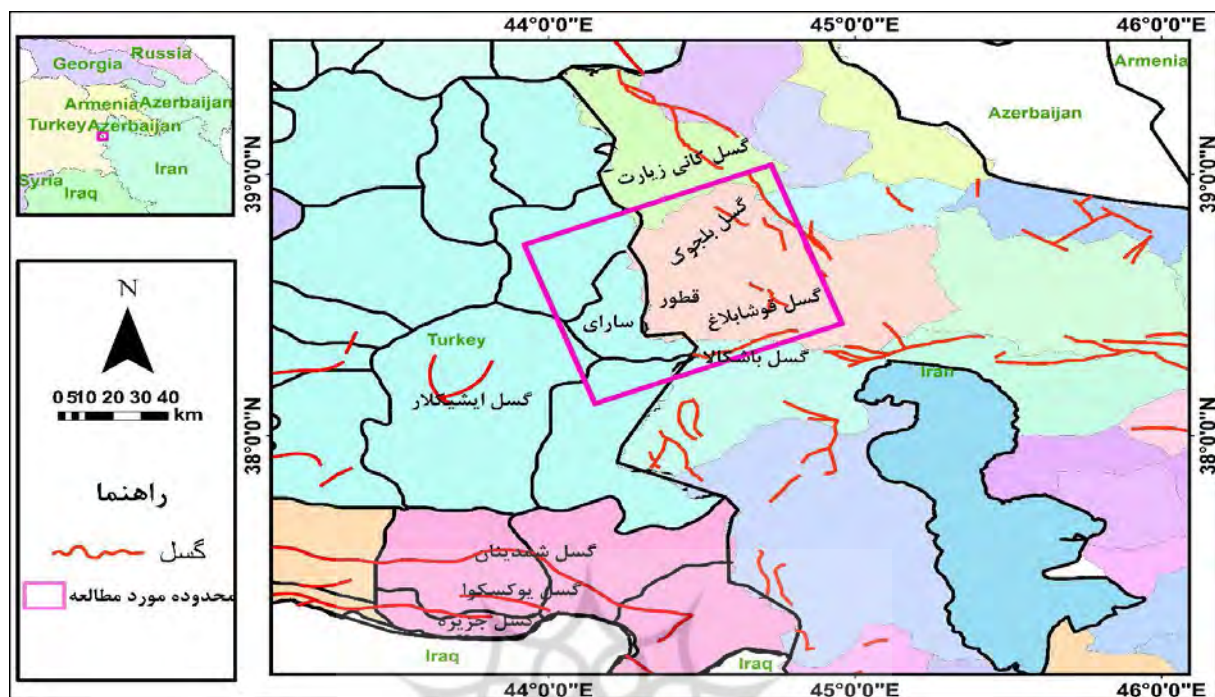 Russia
Georgia
Armenia
Azerbaijan
Turkey
Azerbaijan
Iran
Syria
Iraq
N
0 5 10 20 30 40
km
راهنما
گسل
محدوده مورد مطالعه
44°0'0"E
45°0'0"E
46°0'0"E
39°0'0"N
38°0'0"N
39°0'0"N
38°0'0"N
44°0'0"E
45°0'0"E
46°0'0"E
Armenia
Azerbaijan
گسل کانی زیارت
گسل بلجوک
قطور
گسل قوشابلاغ
سارای
گسل باشکالا
Turkey
Iran
گسل ایشیکلار
گسل شمدینان
گسل یوکسکوا
گسل جزیره
Iraq
Iraq